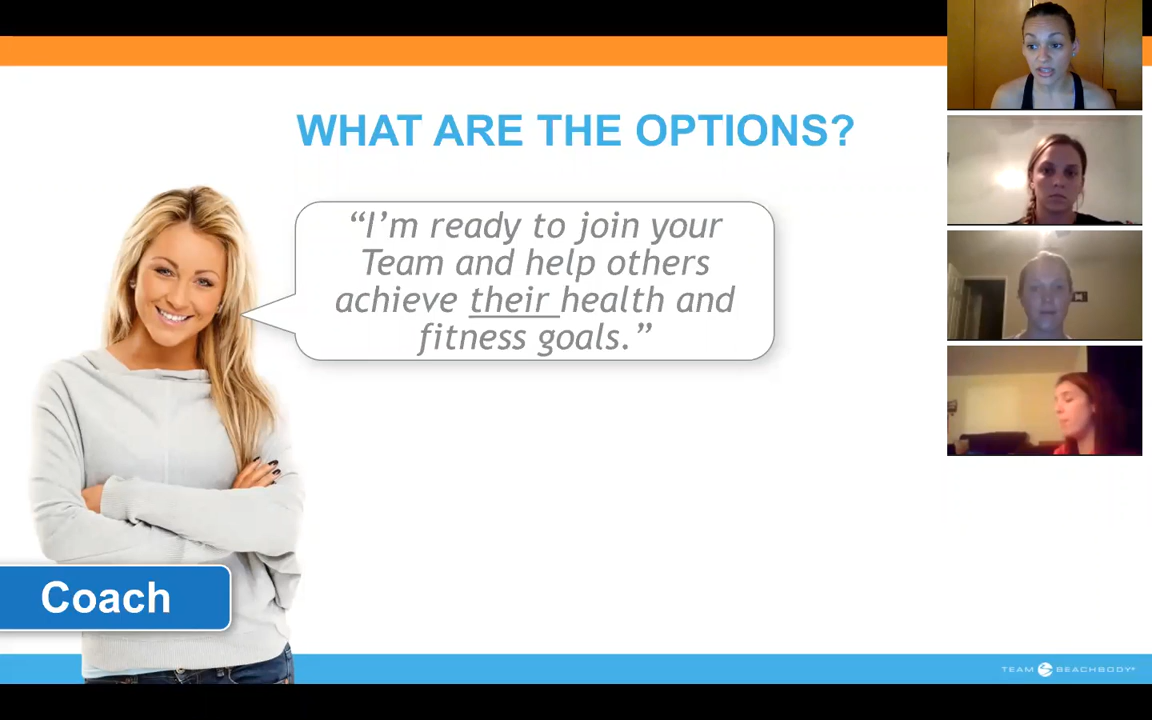 WHAT ARE THE OPTIONS?
“I’m ready to join your
Team and help others
achieve their health and
fitness goals.”
Coach
TEAM BEACHBODY